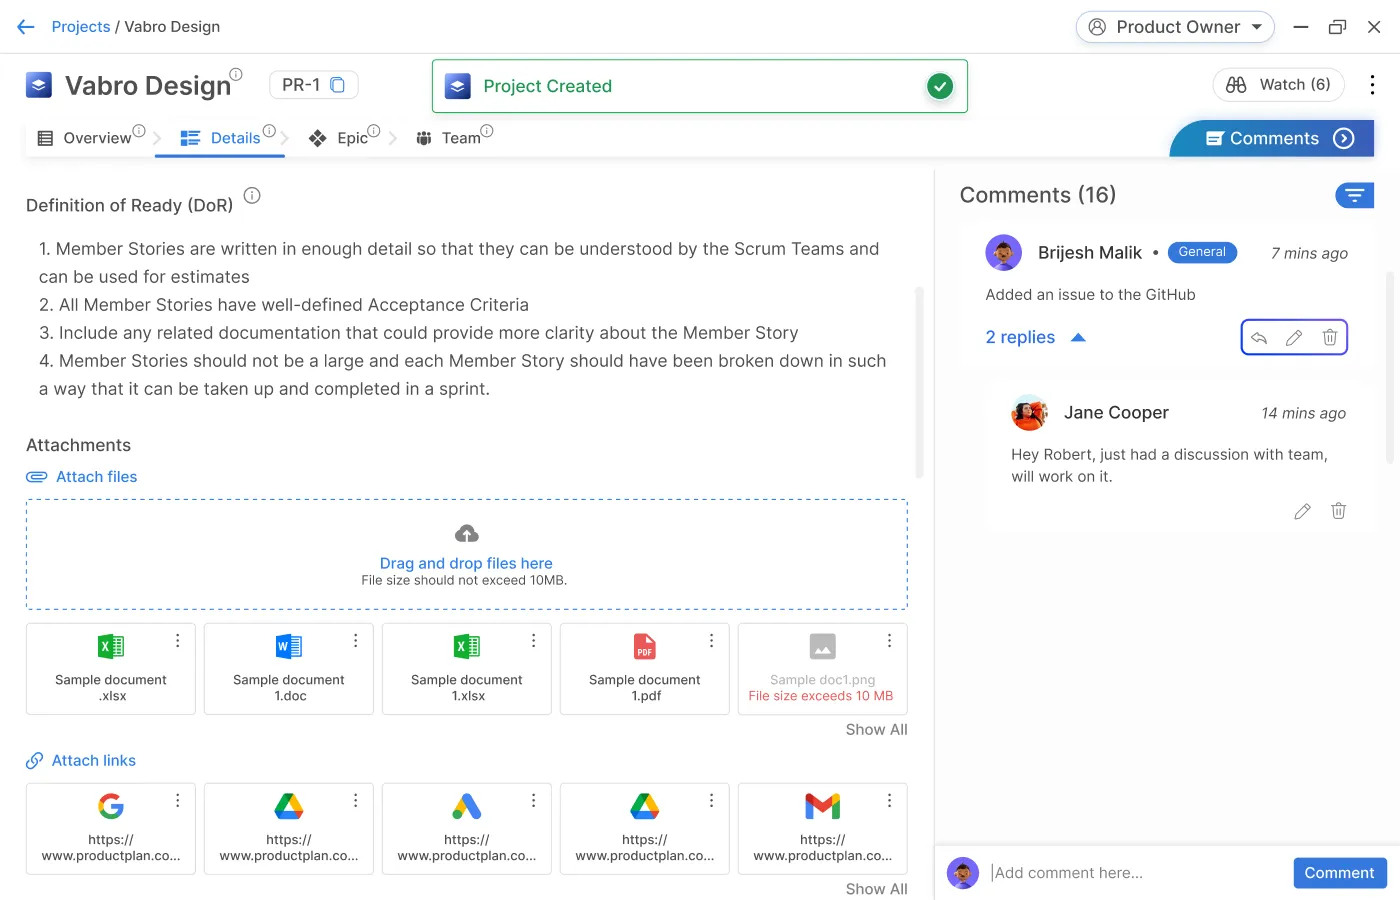 Projects / Vabro Design
Product Owner
Vabro Design
PR-1
Project Created
Watch (6)
Overview
Details
Epic
Team
Comments
Definition of Ready (DoR)
1. Member Stories are written in enough detail so that they can be understood by the Scrum Teams and
can be used for estimates
2. All Member Stories have well-defined Acceptance Criteria
3. Include any related documentation that could provide more clarity about the Member Story
4. Member Stories should not be a large and each Member Story should have been broken down in such
a way that it can be taken up and completed in a sprint.
Attachments
Attach files
Drag and drop files here
File size should not exceed 10MB.
X
Sample document
.xlsx
W
Sample document
1.doc
X
Sample document
1.xlsx
PDF
Sample document
1.pdf
Sample doc1.png
File size exceeds 10 MB
Show All
Attach links
https://
www.productplan.co...
https://
www.productplan.co...
https://
www.productplan.co...
https://
www.productplan.co...
https://
www.productplan.co...
Show All
Comments (16)
Brijesh Malik • General 7 mins ago
Added an issue to the GitHub
2 replies
Jane Cooper 14 mins ago
Hey Robert, just had a discussion with team,
will work on it.
Add comment here...
Comment